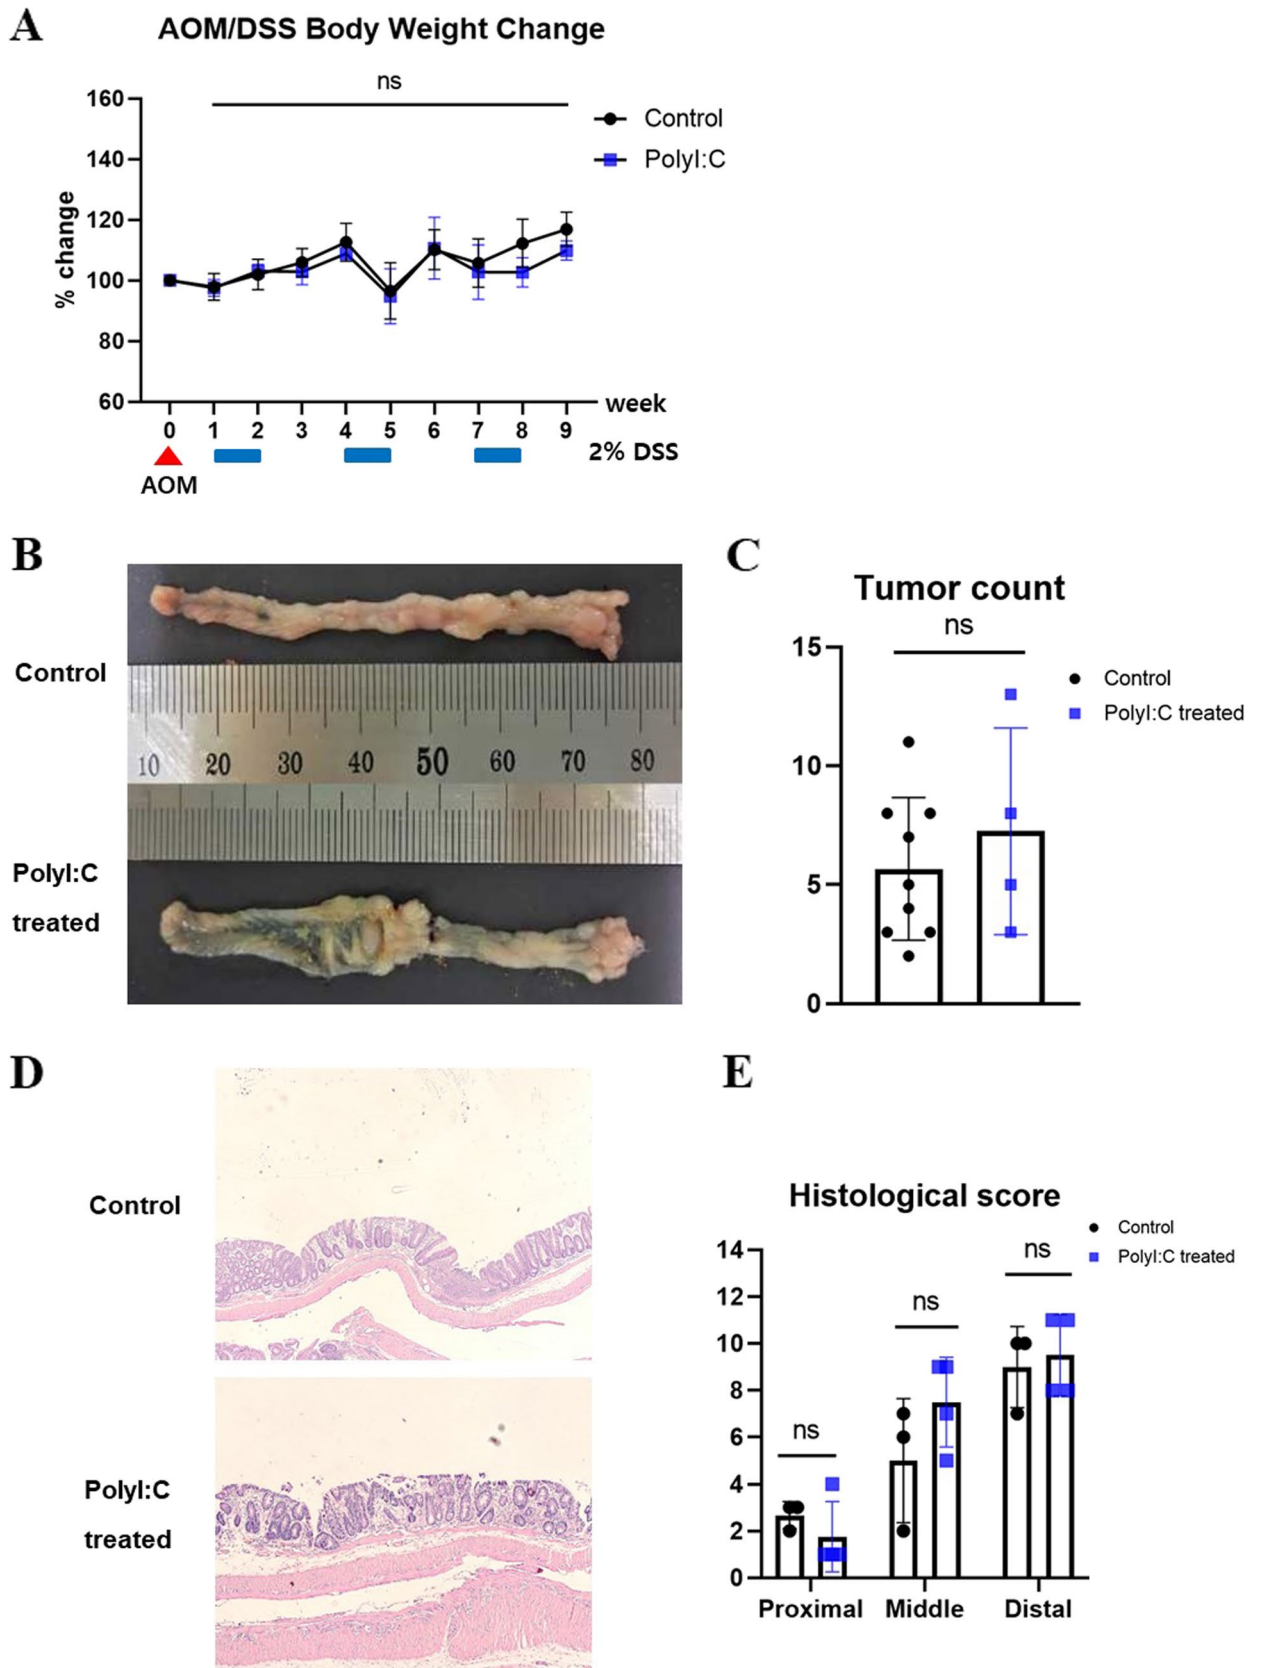 A
AOM/DSS Body Weight Change
ns
Control
PolyI:C
% change
160
140
120
100
80
60
0 1 2 3 4 5 6 7 8 9
week
2% DSS
AOM
B
Control
10 20 30 40 50 60 70 80
PolyI:C
treated
C
Tumor count
ns
Control
PolyI:C treated
15
10
5
0
D
Control
PolyI:C
treated
E
Histological score
Control
PolyI:C treated
ns
ns
ns
14
12
10
8
6
4
2
0
Proximal Middle Distal